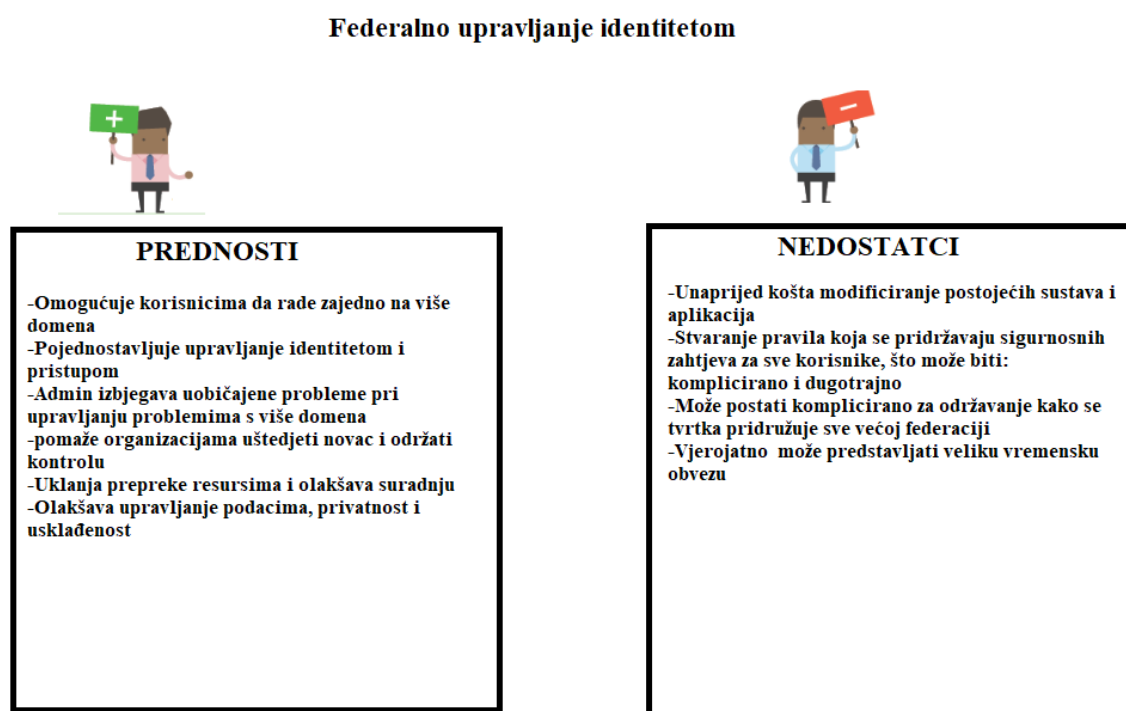 Federalno upravljanje identitetom
+
−
PREDNOSTI
-Omogućuje korisnicima da rade zajedno na više
domena
-Pojednostavljuje upravljanje identitetom i
pristupom
-Admin izbjegava uobičajene probleme pri
upravljanju problemima s više domena
-pomaže organizacijama uštedjeti novac i održati
kontrolu
-Uklanja prepreke resursima i olakšava suradnju
-Olakšava upravljanje podacima, privatnost i
usklađenost
NEDOSTATCI
-Unaprijed košta modificiranje postojećih sustava i
aplikacija
-Stvaranje pravila koja se pridržavaju sigurnosnih
zahtjeva za sve korisnike, što može biti:
komplicirano i dugotrajno
-Može postati komplicirano za održavanje kako se
tvrtka pridružuje sve većoj federaciji
-Vjerojatno  može predstavljati veliku vremensku
obvezu